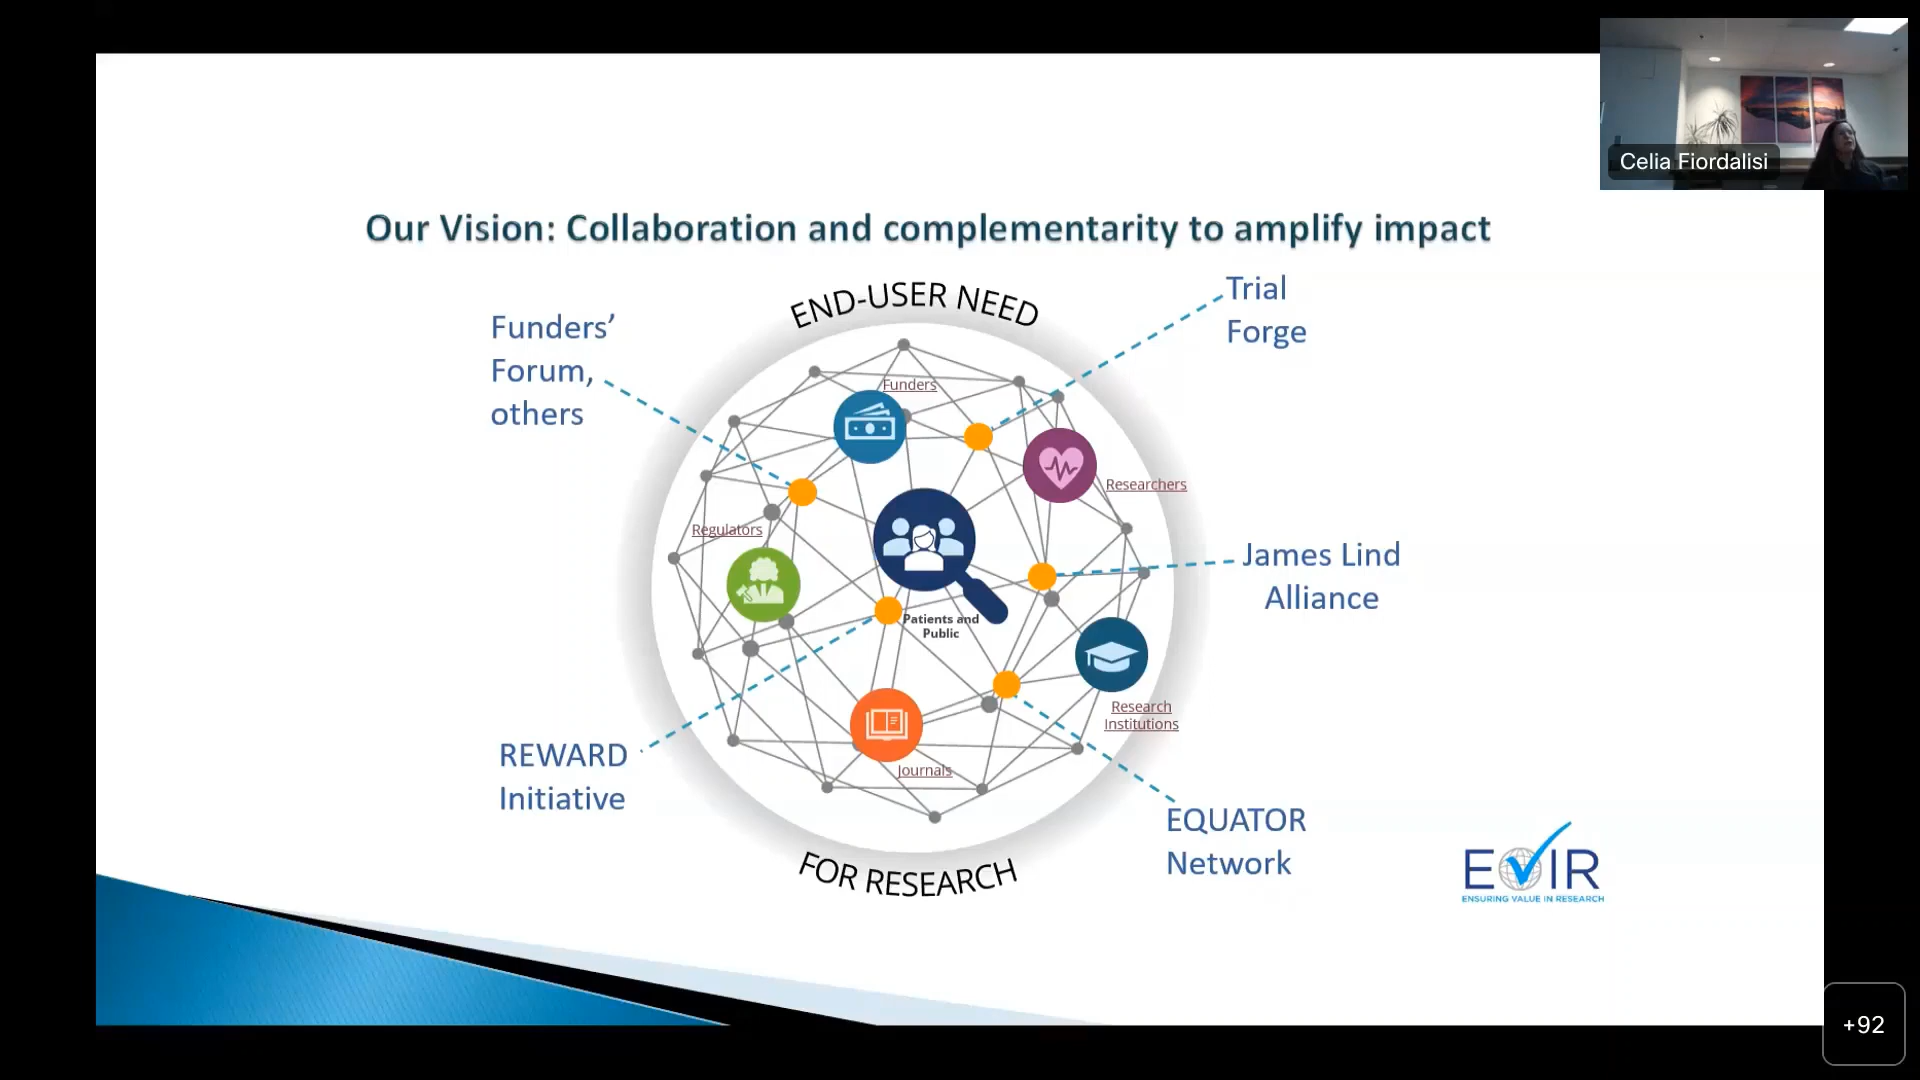 Celia Fiordalisi
Our Vision: Collaboration and complementarity to amplify impact
END-USER NEED
Trial
Forge
Funders’
Forum,
others
Funders
Researchers
Regulators
James Lind
Alliance
Patients and
Public
Research
Institutions
REWARD
Initiative
Journals
EQUATOR
Network
FOR RESEARCH
EVIR
ENSURING VALUE IN RESEARCH
+92